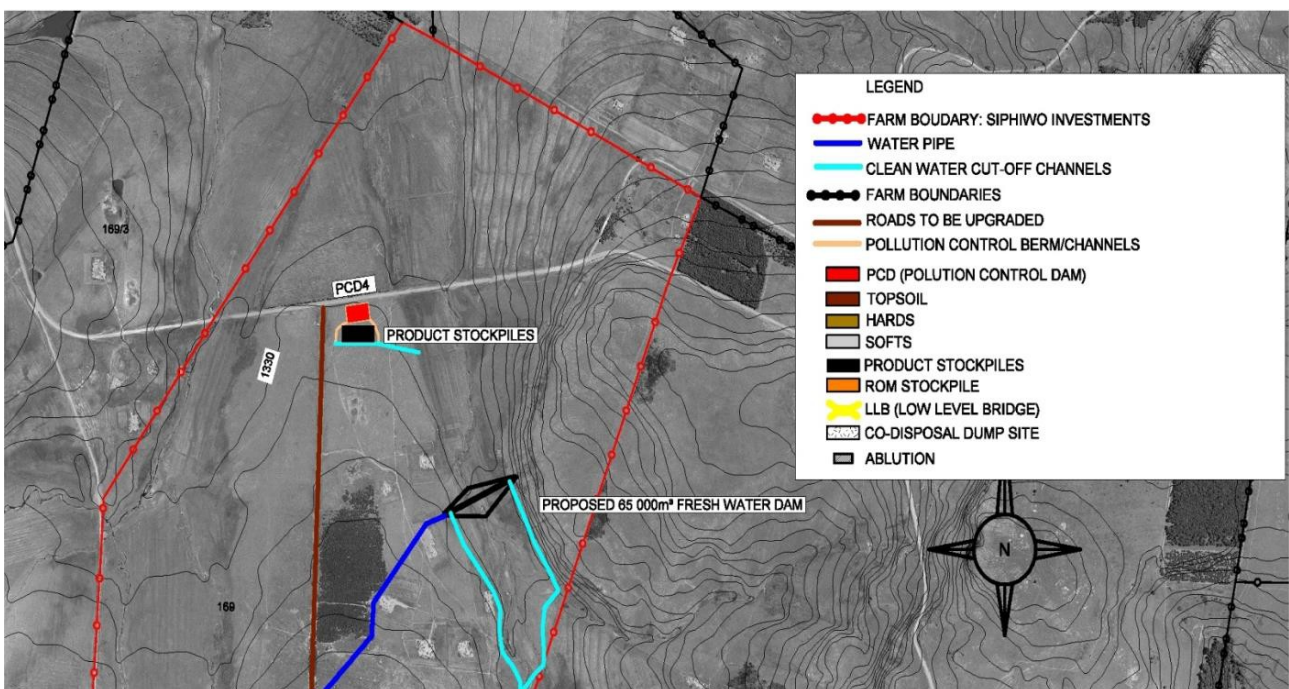 LEGEND
FARM BOUDARY: SIPHIWO INVESTMENTS
WATER PIPE
CLEAN WATER CUT-OFF CHANNELS
FARM BOUNDARIES
ROADS TO BE UPGRADED
POLLUTION CONTROL BERM/CHANNELS
PCD (POLUTION CONTROL DAM)
TOPSOIL
HARDS
SOFTS
PRODUCT STOCKPILES
ROM STOCKPILE
LLB (LOW LEVEL BRIDGE)
CO-DISPOSAL DUMP SITE
ABLUTION
169/3
PCD4
PRODUCT STOCKPILES
1330
PROPOSED 65 000m³ FRESH WATER DAM
N
169